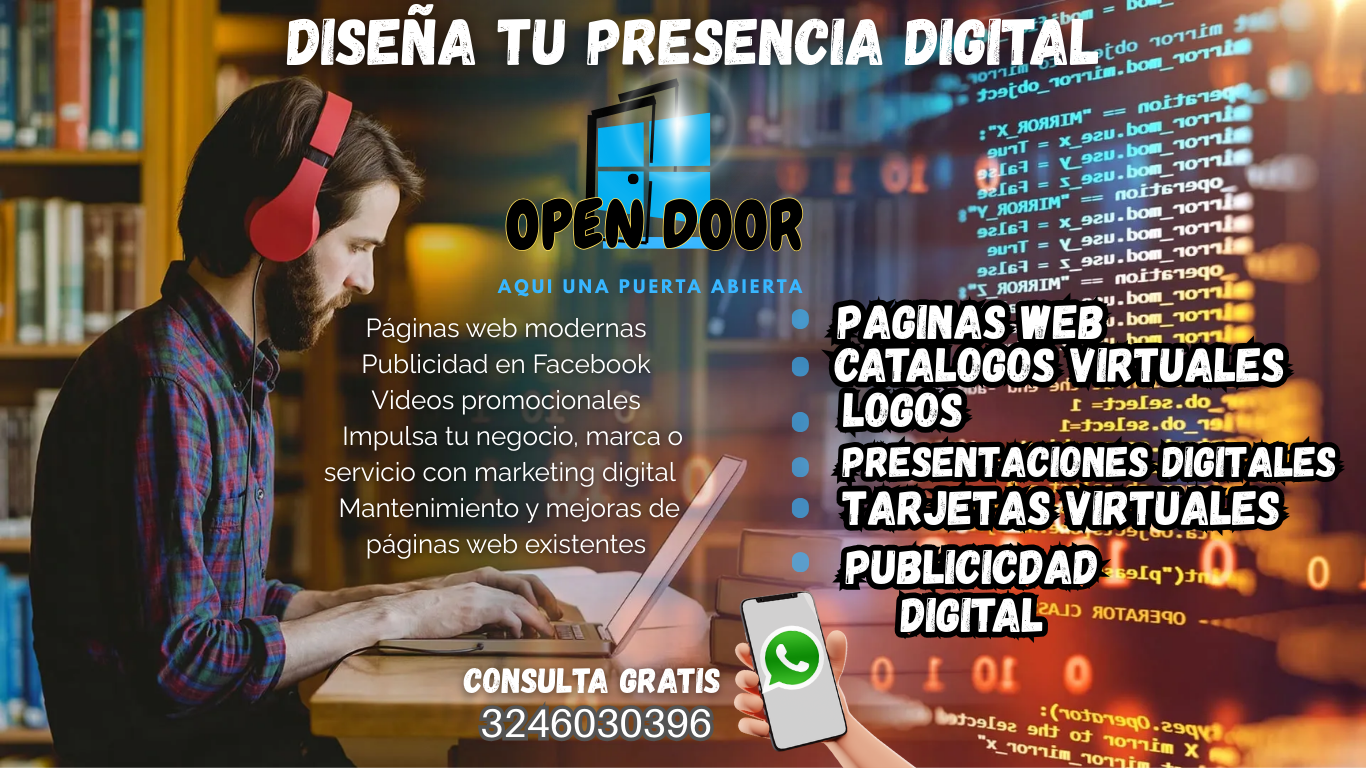 DISEÑA TU PRESENCIA DIGITAL
OPEN DOOR
AQUI UNA PUERTA ABIERTA
Páginas web modernas
Publicidad en Facebook
Videos promocionales
Impulsa tu negocio, marca o
servicio con marketing digital
Mantenimiento y mejoras de
páginas web existentes
PAGINAS WEB
CATALOGOS VIRTUALES
LOGOS
PRESENTACIONES DIGITALES
TARJETAS VIRTUALES
PUBLICICDAD
DIGITAL
CONSULTA GRATIS
3246030396